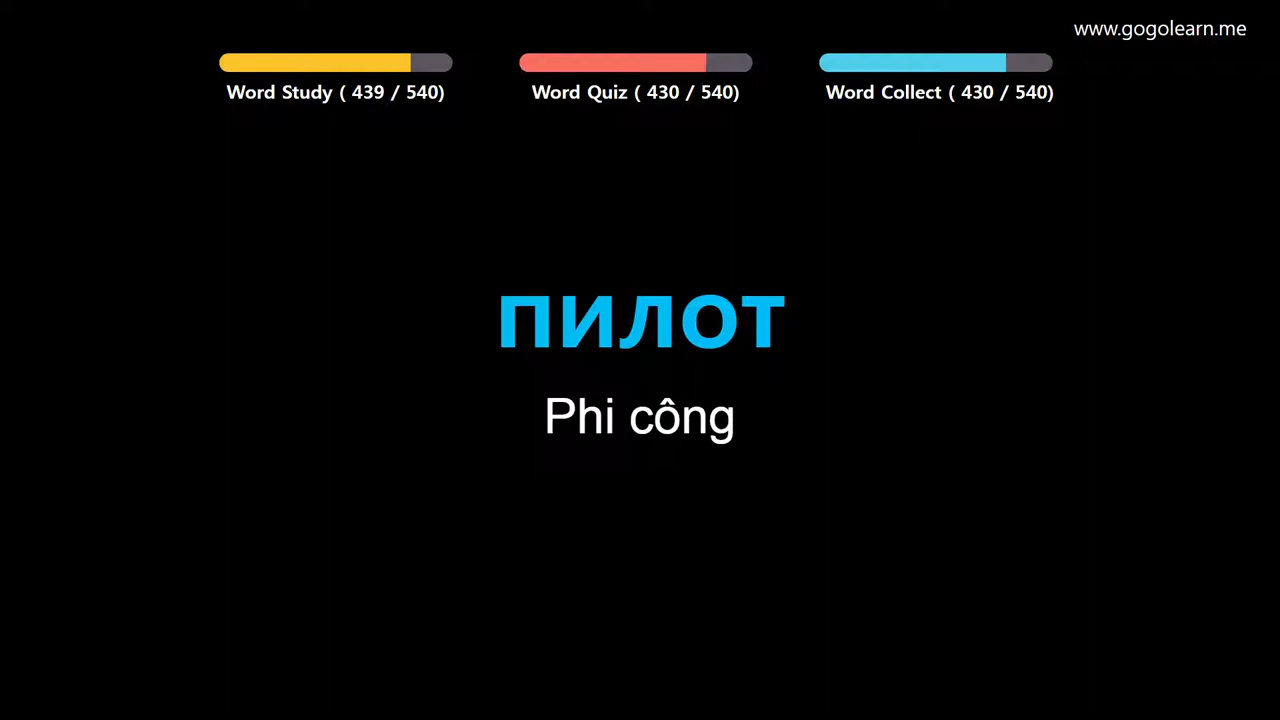 www.gogolearn.me
Word Study ( 439 / 540)
Word Quiz ( 430 / 540)
Word Collect ( 430 / 540)
пилот
Phi công